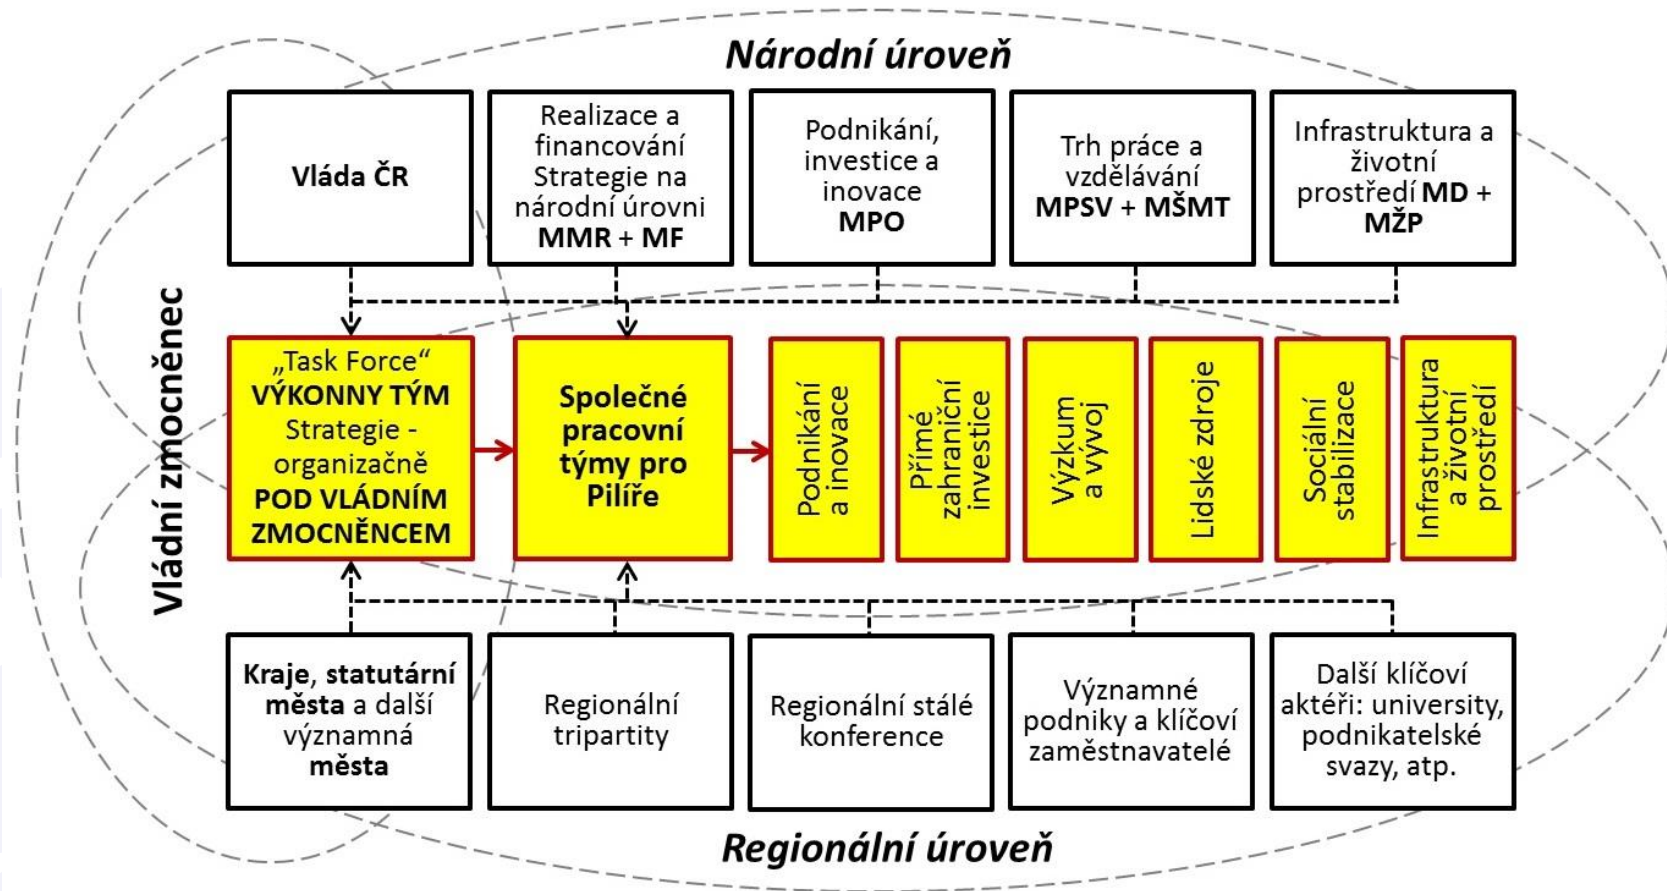 Národní úroveň
Vláda ČR
Realizace a
financování
Strategie na
národní úrovni
MMR + MF
Podnikání,
investice a
inovace
MPO
Trh práce a
vzdělávání
MPSV + MŠMT
Infrastruktura a
životní
prostředí MD +
MŽP
Vládní zmocněnec
„Task Force“
VÝKONNY TÝM
Strategie -
organizačně
POD VLÁDNÍM
ZMOCNĚNCEM
Společné
pracovní
týmy pro
Pilíře
Podnikání
a inovace
Přímé
zahraniční
investice
Výzkum
a vývoj
Lidské zdroje
Sociální
stabilizace
Infrastruktura
a životní
prostředí
Kraje, statutární
města a další
významná
města
Regionální
tripartity
Regionální stálé
konference
Významné
podniky a klíčoví
zaměstnavatelé
Další klíčoví
aktéři: university,
podnikatelské
svazy, atp.
Regionální úroveň